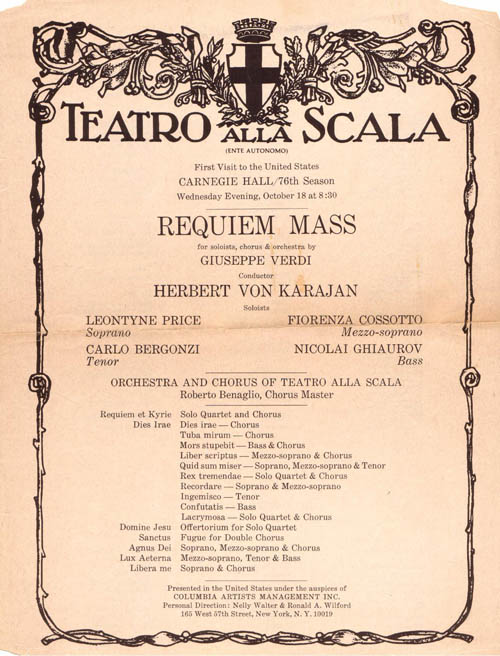 TEATRO ALLA SCALA
(ENTE AUTONOMO)
First Visit to the United States
CARNEGIE HALL/76th Season
Wednesday Evening, October 18 at 8:30
REQUIEM MASS
for soloists, chorus & orchestra by
GIUSEPPE VERDI
Conductor
HERBERT VON KARAJAN
Soloists
LEONTYNE PRICE FIORENZA COSSOTTO
Soprano Mezzo-soprano
CARLO BERGONZI NICOLAI GHIAUROV
Tenor Bass
ORCHESTRA AND CHORUS OF TEATRO ALLA SCALA
Roberto Benaglio, Chorus Master
Requiem et Kyrie Solo Quartet and Chorus
Dies Irae Dies irae — Chorus
Tuba mirum — Chorus
Mors stupebit — Bass & Chorus
Liber scriptus — Mezzo-soprano & Chorus
Quid sum miser — Soprano, Mezzo-soprano & Tenor
Rex tremendae — Solo Quartet & Chorus
Recordare — Soprano & Mezzo-soprano
Ingemisco — Tenor
Confutatis — Bass
Lacrymosa — Solo Quartet & Chorus
Domine Jesu Offertorium for Solo Quartet
Sanctus Fugue for Double Chorus
Agnus Dei Soprano, Mezzo-soprano & Chorus
Lux Aeterna Mezzo-soprano, Tenor & Bass
Libera me Soprano & Chorus
Presented in the United States under the auspices of
COLUMBIA ARTISTS MANAGEMENT INC.
Personal Direction: Nelly Walter & Ronald A. Wilford
165 West 57th Street, New York, N. Y. 10019